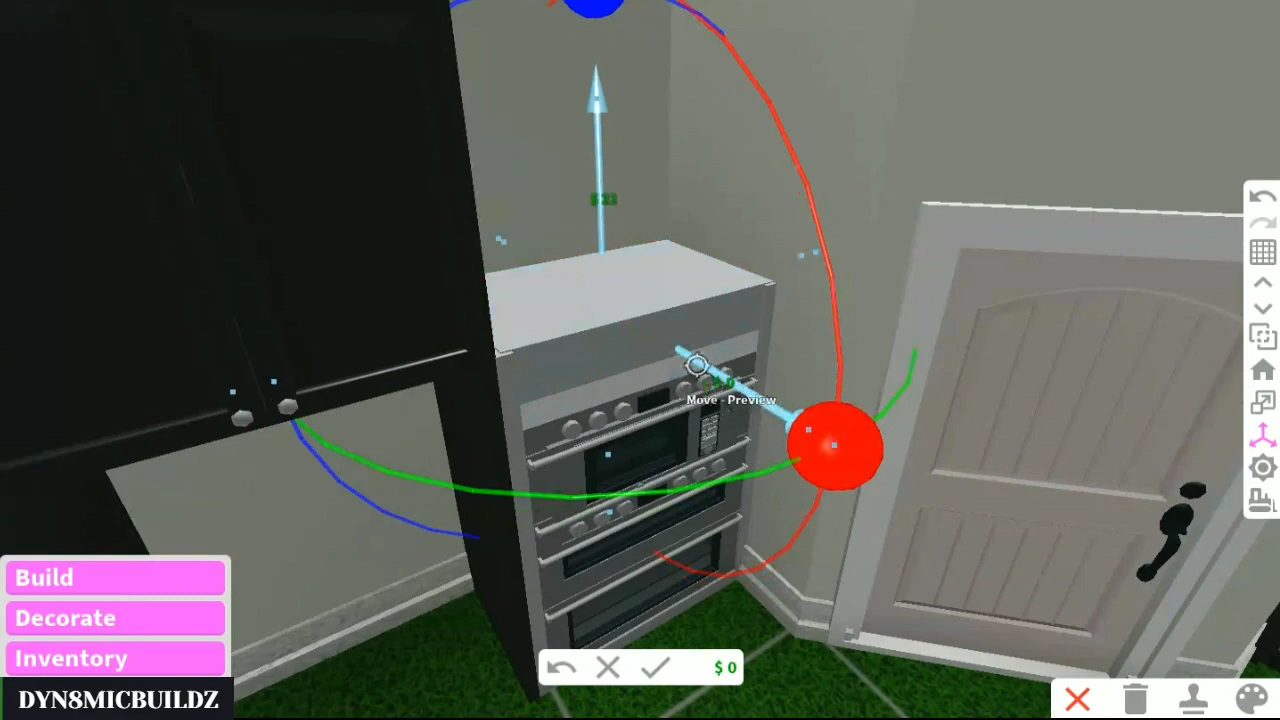 Move - Preview
Build
Decorate
Inventory
DYN8MICBUILDZ
$ 0